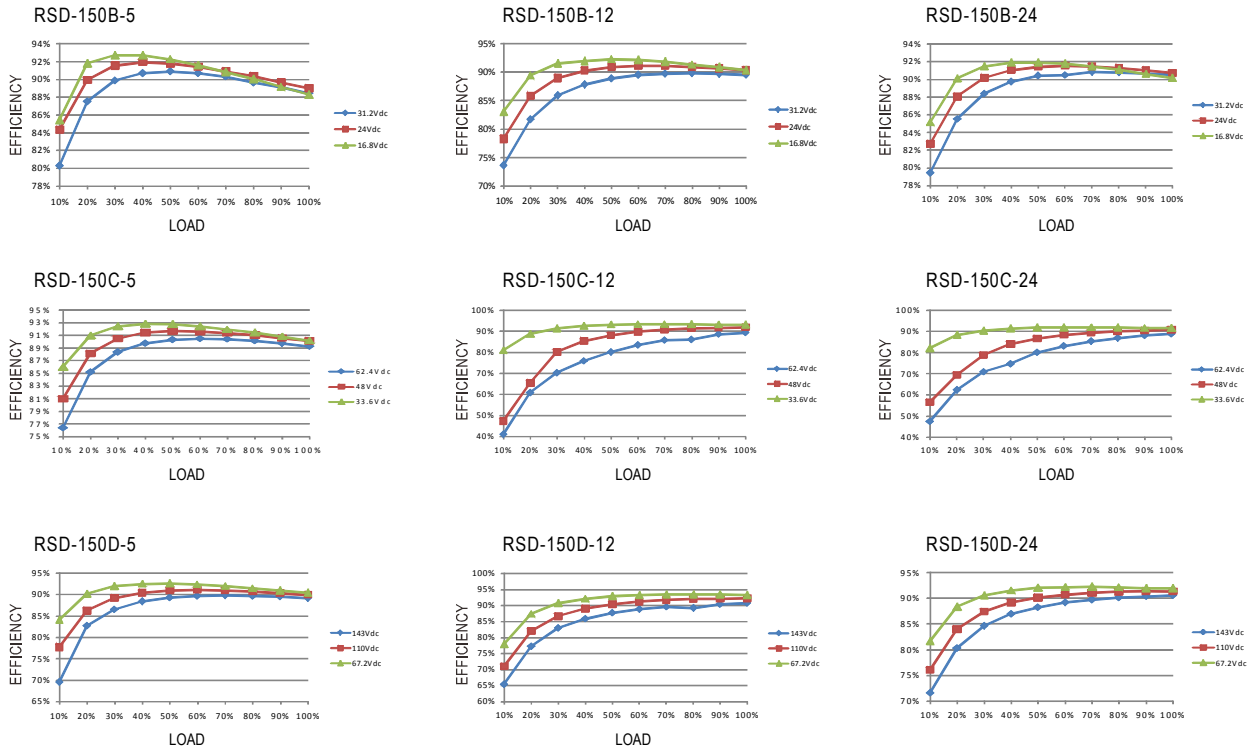 RSD-150B-5
EFFICIENCY
94%
92%
90%
88%
86%
84%
82%
80%
78%
10% 20% 30% 40% 50% 60% 70% 80% 90% 100%
LOAD
31.2Vdc
24Vdc
16.8Vdc
RSD-150B-12
EFFICIENCY
95%
90%
85%
80%
75%
70%
10% 20% 30% 40% 50% 60% 70% 80% 90% 100%
LOAD
31.2Vdc
24Vdc
16.8Vdc
RSD-150B-24
EFFICIENCY
94%
92%
90%
88%
86%
84%
82%
80%
78%
10% 20% 30% 40% 50% 60% 70% 80% 90% 100%
LOAD
31.2Vdc
24Vdc
16.8Vdc
RSD-150C-5
EFFICIENCY
95%
93%
91%
89%
87%
85%
83%
81%
79%
77%
75%
10% 20% 30% 40% 50% 60% 70% 80% 90% 100%
LOAD
62.4Vdc
48Vdc
33.6Vdc
RSD-150C-12
EFFICIENCY
100%
90%
80%
70%
60%
50%
40%
10% 20% 30% 40% 50% 60% 70% 80% 90% 100%
LOAD
62.4Vdc
48Vdc
33.6Vdc
RSD-150C-24
EFFICIENCY
100%
90%
80%
70%
60%
50%
40%
10% 20% 30% 40% 50% 60% 70% 80% 90% 100%
LOAD
62.4Vdc
48Vdc
33.6Vdc
RSD-150D-5
EFFICIENCY
95%
90%
85%
80%
75%
70%
65%
10% 20% 30% 40% 50% 60% 70% 80% 90% 100%
LOAD
143Vdc
110Vdc
67.2Vdc
RSD-150D-12
EFFICIENCY
100%
95%
90%
85%
80%
75%
70%
65%
60%
10% 20% 30% 40% 50% 60% 70% 80% 90% 100%
LOAD
143Vdc
110Vdc
67.2Vdc
RSD-150D-24
EFFICIENCY
95%
90%
85%
80%
75%
70%
10% 20% 30% 40% 50% 60% 70% 80% 90% 100%
LOAD
143Vdc
110Vdc
67.2Vdc